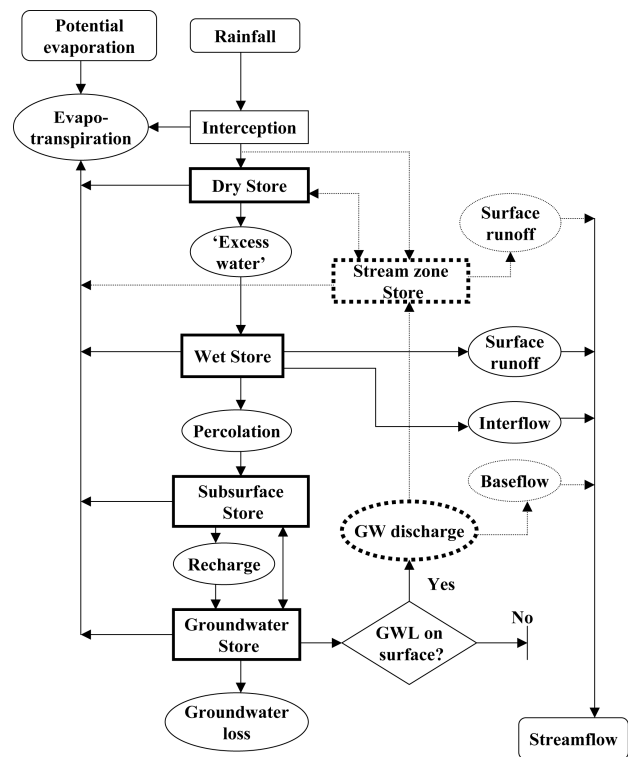 Potential
evaporation
Rainfall
Evapo-
transpiration
Interception
Dry Store
Surface
runoff
‘Excess
water’
Stream zone
Store
Wet Store
Surface
runoff
Percolation
Interflow
Subsurface
Store
Baseflow
GW discharge
Recharge
Yes
Groundwater
Store
GWL on
surface?
No
Groundwater
loss
Streamflow